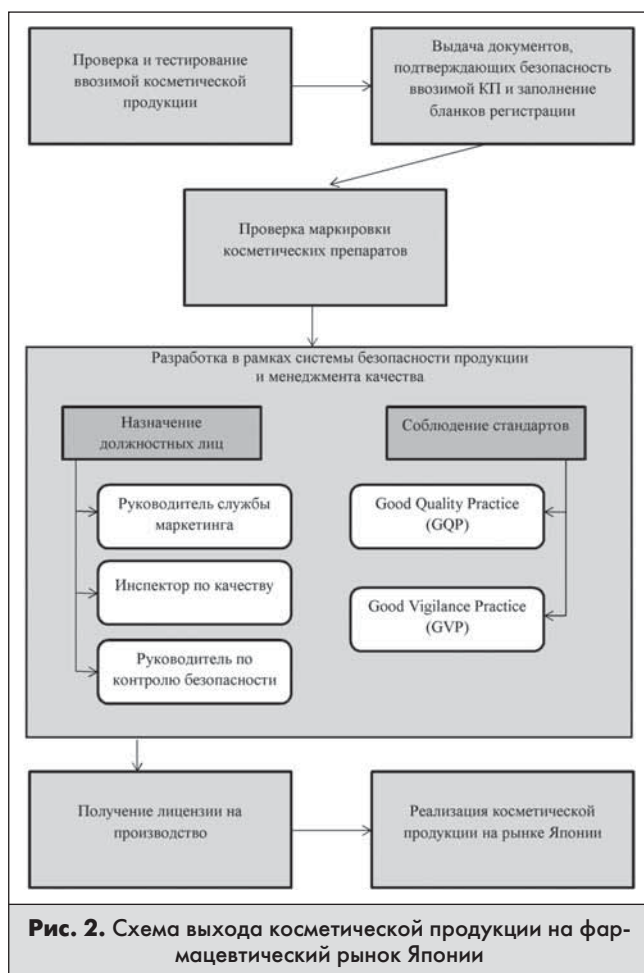 Проверка и тестирование
ввозимой косметической
продукции
Выдача документов,
подтверждающих безопасность
ввозимой КП и заполнение
бланков регистрации
Проверка маркировки
косметических препаратов
Разработка в рамках системы безопасности продукции
и менеджмента качества
Назначение
должностных лиц
Руководитель службы
маркетинга
Инспектор по качеству
Руководитель по
контролю безопасности
Соблюдение стандартов
Good Quality Practice
(GQP)
Good Vigilance Practice
(GVP)
Получение лицензии на
производство
Реализация косметической
продукции на рынке Японии
Рис. 2. Схема выхода косметической продукции на фар-
мацевтический рынок Японии